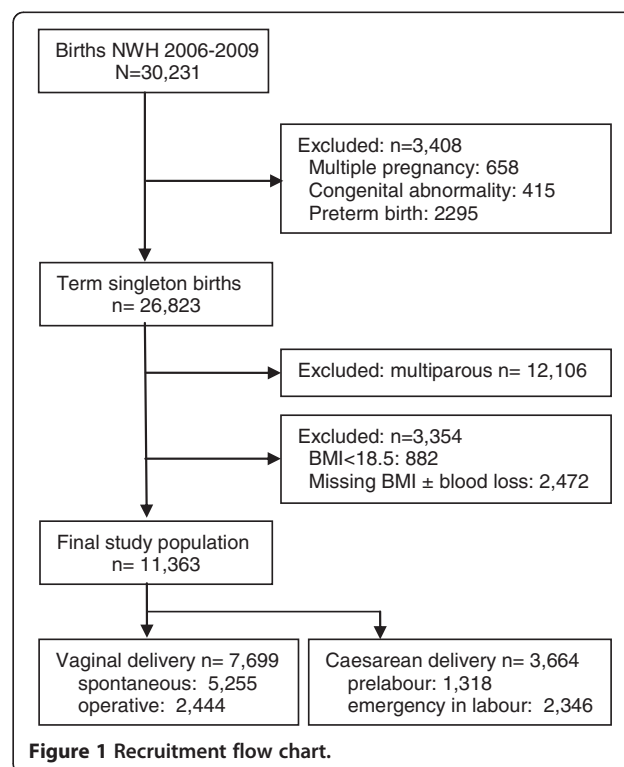 Births NWH 2006-2009
N=30,231
Excluded: n=3,408
Multiple pregnancy: 658
Congenital abnormality: 415
Preterm birth: 2295
Term singleton births
n= 26,823
Excluded: multiparous n= 12,106
Excluded: n=3,354
BMI<18.5: 882
Missing BMI ± blood loss: 2,472
Final study population
n= 11,363
Vaginal delivery n= 7,699
spontaneous: 5,255
operative: 2,444
Caesarean delivery n= 3,664
prelabour: 1,318
emergency in labour: 2,346
Figure 1 Recruitment flow chart.